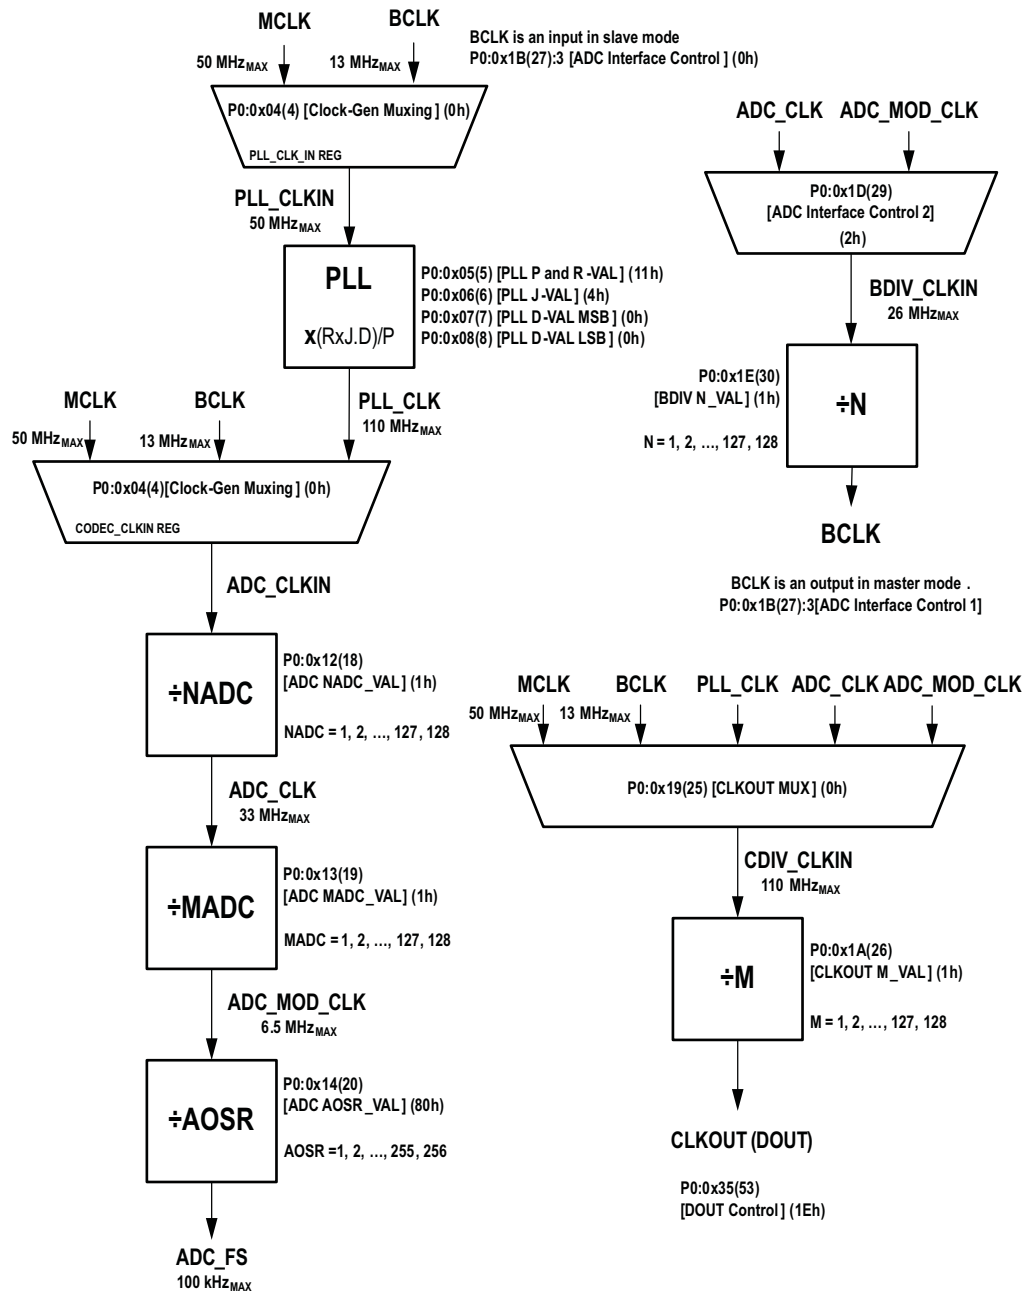 MCLK
BCLK
50 MHzMAX
13 MHzMAX
BCLK is an input in slave mode
P0:0x1B(27):3 [ADC Interface Control ] (0h)
P0:0x04(4) [Clock-Gen Muxing] (0h)
PLL_CLK_IN REG
PLL_CLKIN
50 MHzMAX
PLL
x(RxJ.D)/P
P0:0x05(5) [PLL P and R-VAL] (11h)
P0:0x06(6) [PLL J-VAL] (4h)
P0:0x07(7) [PLL D-VAL MSB] (0h)
P0:0x08(8) [PLL D-VAL LSB] (0h)
MCLK
BCLK
PLL_CLK
50 MHzMAX
13 MHzMAX
110 MHzMAX
P0:0x04(4)[Clock-Gen Muxing] (0h)
CODEC_CLKIN REG
ADC_CLKIN
÷NADC
P0:0x12(18)
[ADC NADC_VAL] (1h)
NADC = 1, 2, ..., 127, 128
ADC_CLK
33 MHzMAX
÷MADC
P0:0x13(19)
[ADC MADC_VAL] (1h)
MADC = 1, 2, ..., 127, 128
ADC_MOD_CLK
6.5 MHzMAX
÷AOSR
P0:0x14(20)
[ADC AOSR_VAL] (80h)
AOSR =1, 2, ..., 255, 256
ADC_FS
100 kHzMAX
ADC_CLK
ADC_MOD_CLK
P0:0x1D(29)
[ADC Interface Control 2]
(2h)
BDIV_CLKIN
26 MHzMAX
P0:0x1E(30)
[BDIV N_VAL] (1h)
N = 1, 2, ..., 127, 128
÷N
BCLK
BCLK is an output in master mode .
P0:0x1B(27):3[ADC Interface Control 1]
MCLK
BCLK
PLL_CLK
ADC_CLK
ADC_MOD_CLK
50 MHzMAX
13 MHzMAX
P0:0x19(25) [CLKOUT MUX] (0h)
CDIV_CLKIN
110 MHzMAX
÷M
P0:0x1A(26)
[CLKOUT M_VAL] (1h)
M = 1, 2, ..., 127, 128
CLKOUT (DOUT)
P0:0x35(53)
[DOUT Control] (1Eh)